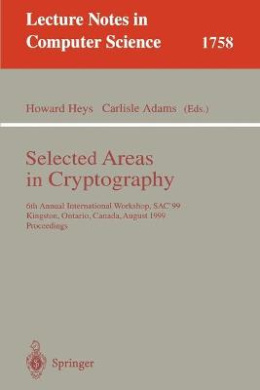 Lecture Notes in
Computer Science 1758
Howard Heys Carlisle Adams (Eds.)
Selected Areas
in Cryptography
6th Annual International Workshop, SAC'99
Kingston, Ontario, Canada, August 1999
Proceedings
Springer